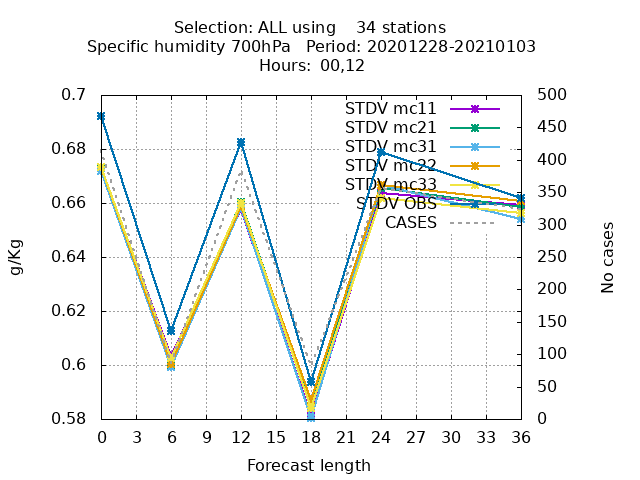 Selection: ALL using    34 stations
Specific humidity 700hPa   Period: 20201228-20210103
Hours:  00,12
0.7
0.68
0.66
0.64
0.62
0.6
0.58
g/Kg
STDV mc11
STDV mc21
STDV mc31
STDV mc22
STDV mc33
STDV OBS
CASES
500
450
400
350
300
250
200
150
100
50
0
No cases
0 3 6 9 12 15 18 21 24 27 30 33 36
Forecast length